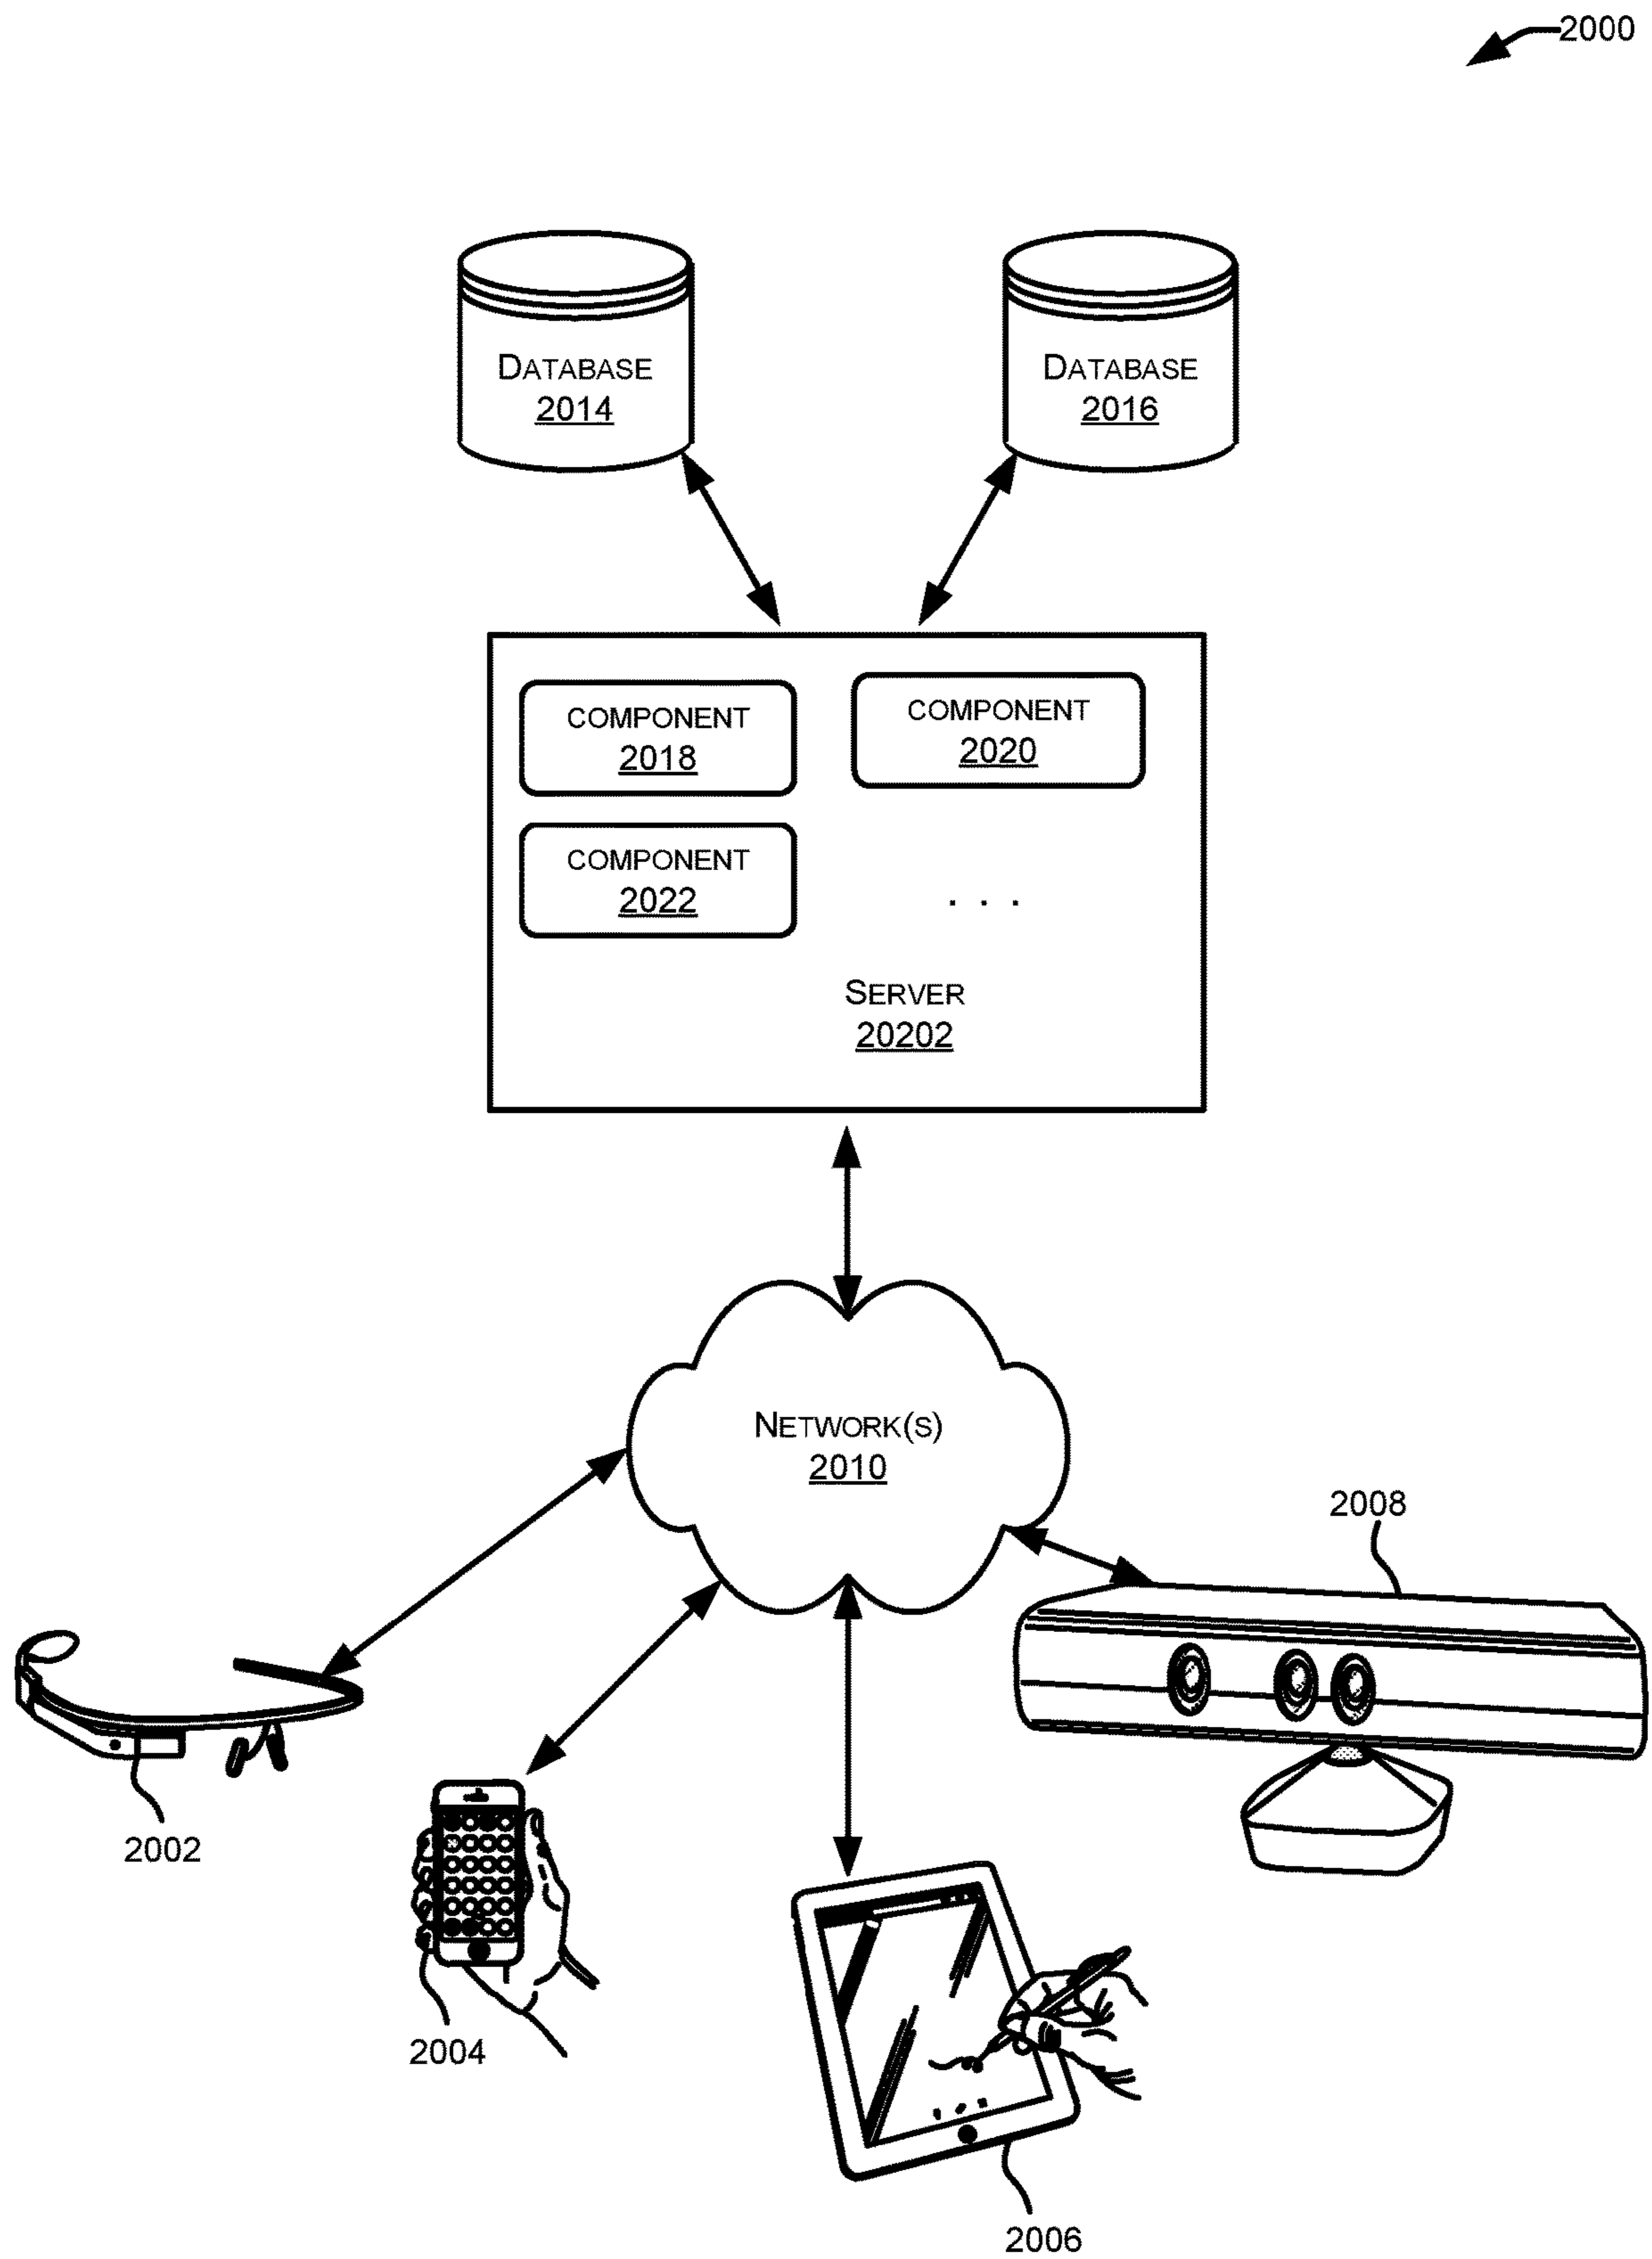 2000
DATABASE
2014
DATABASE
2016
COMPONENT
2018
COMPONENT
2020
COMPONENT
2022
. . .
SERVER
20202
NETWORK(S)
2010
2008
2002
2004
2006